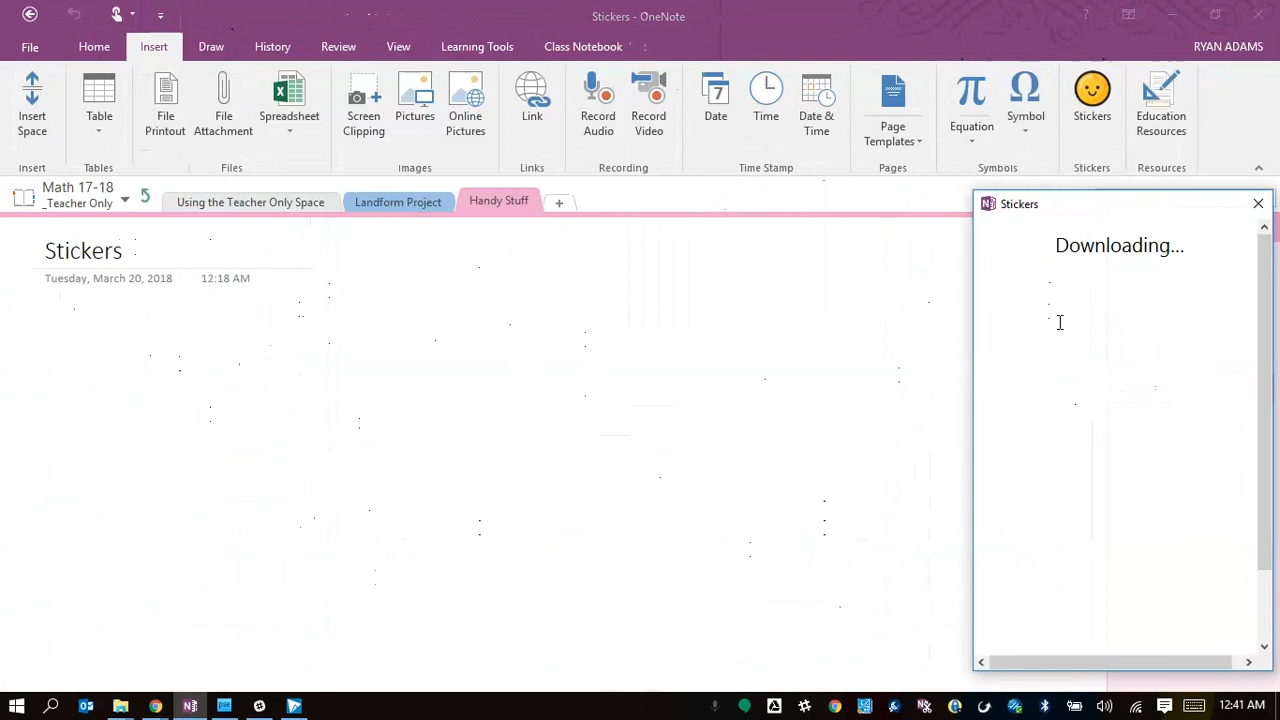 Stickers - OneNote
?
File Home Insert Draw History Review View Learning Tools Class Notebook RYAN ADAMS
Insert Space
Table
File Printout
File Attachment
Spreadsheet
Screen Clipping
Pictures
Online Pictures
Link
Record Audio
Record Video
7
Date
Time
Date & Time
Page Templates
π
Equation
Ω
Symbol
Stickers
Education Resources
Insert Tables Files Images Links Recording Time Stamp Pages Symbols Stickers Resources
Math 17-18
_Teacher Only
Using the Teacher Only Space Landform Project Handy Stuff +
Stickers
Downloading...
Stickers
Tuesday, March 20, 2018 12:18 AM
pse
12:41 AM